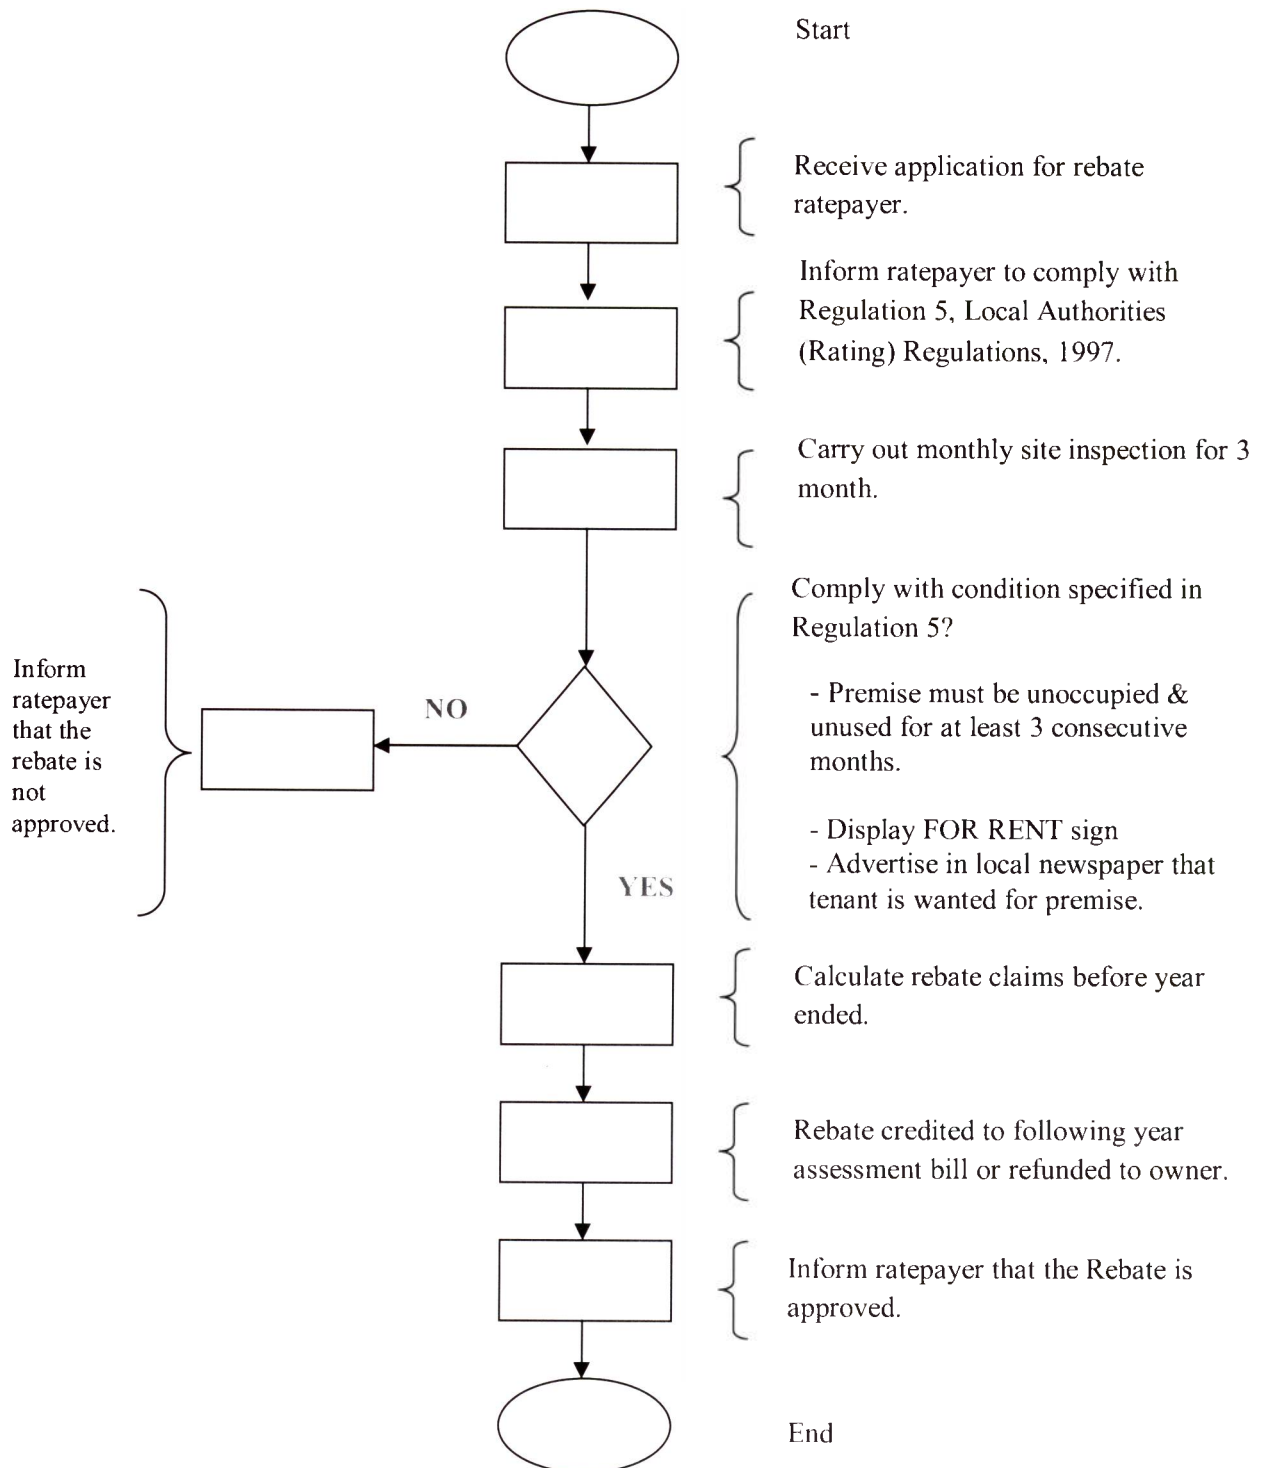 Start
Receive application for rebate
ratepayer.
Inform ratepayer to comply with
Regulation 5, Local Authorities
(Rating) Regulations, 1997.
Carry out monthly site inspection for 3
month.
Comply with condition specified in
Regulation 5?
- Premise must be unoccupied &
unused for at least 3 consecutive
months.
- Display FOR RENT sign
- Advertise in local newspaper that
tenant is wanted for premise.
NO
Inform
ratepayer
that the
rebate is
not
approved.
YES
Calculate rebate claims before year
ended.
Rebate credited to following year
assessment bill or refunded to owner.
Inform ratepayer that the Rebate is
approved.
End